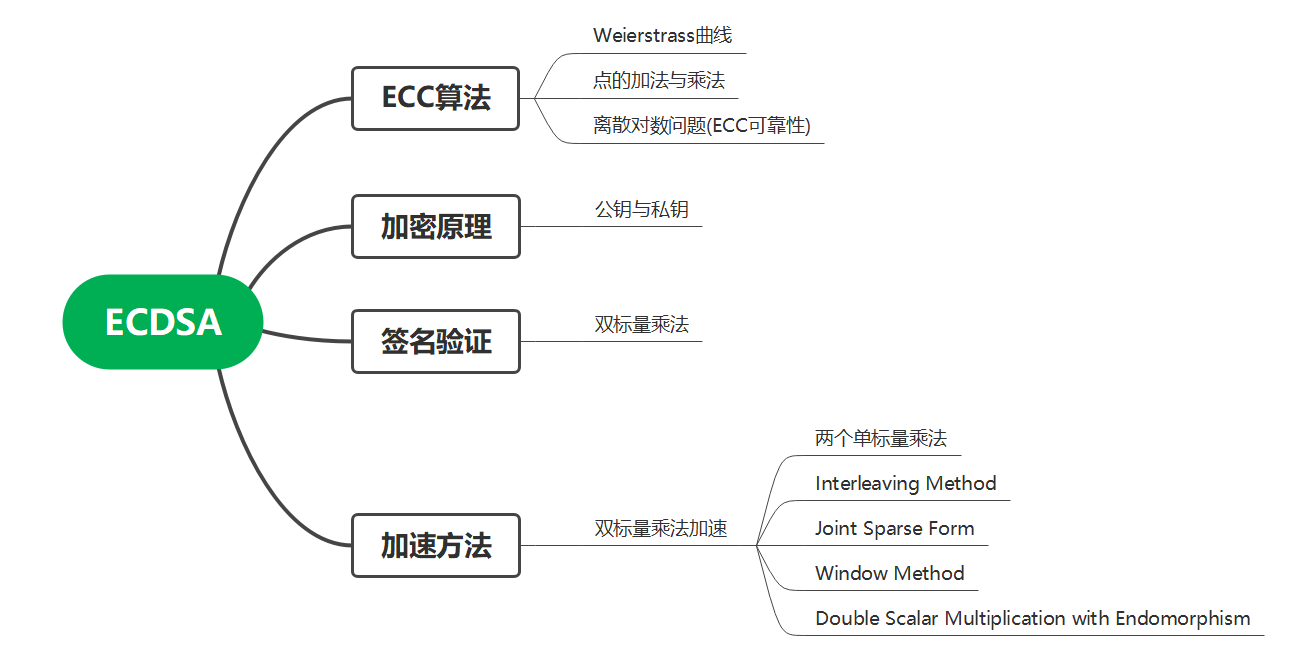 ECDSA
ECC算法
Weierstrass曲线
点的加法与乘法
离散对数问题(ECC可靠性)
加密原理
公钥与私钥
签名验证
双标量乘法
加速方法
双标量乘法加速
两个单标量乘法
Interleaving Method
Joint Sparse Form
Window Method
Double Scalar Multiplication with Endomorphism